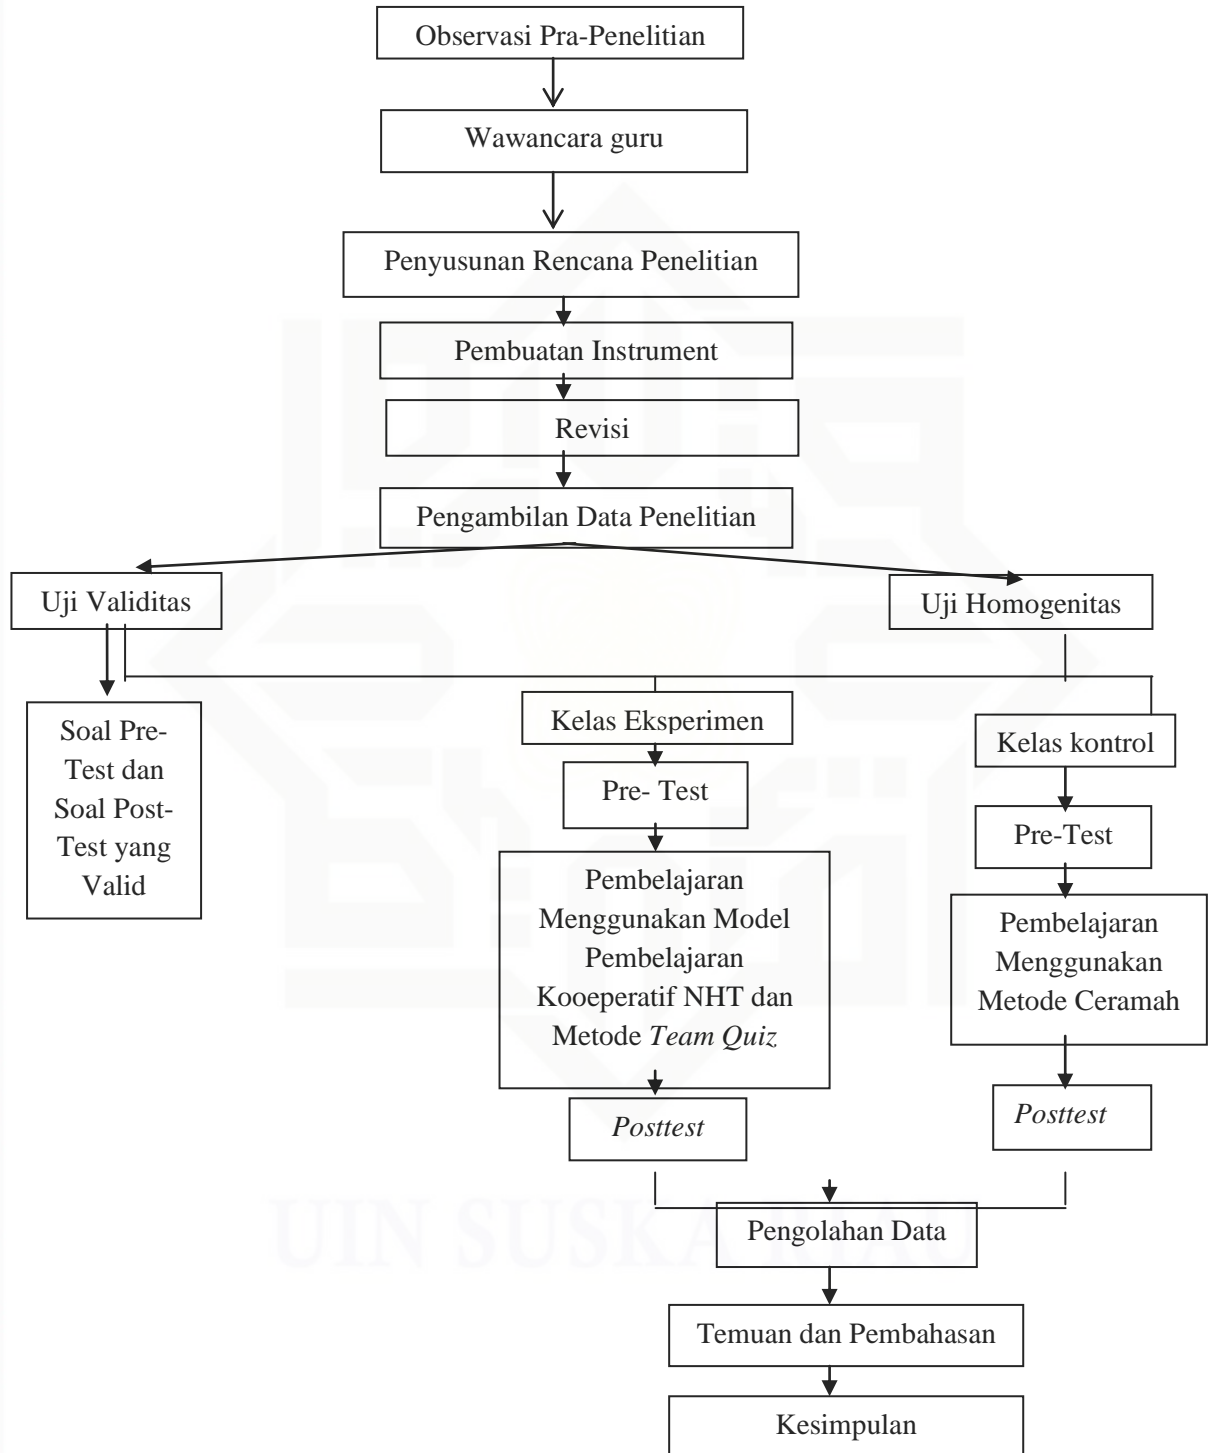 Observasi Pra-Penelitian
Wawancara guru
Penyusunan Rencana Penelitian
Pembuatan Instrument
Revisi
Pengambilan Data Penelitian
Uji Validitas
Uji Homogenitas
Soal Pre-
Test dan
Soal Post-
Test yang
Valid
Kelas Eksperimen
Pre- Test
Pembelajaran
Menggunakan Model
Pembelajaran
Kooeperatif NHT dan
Metode Team Quiz
Posttest
Kelas kontrol
Pre-Test
Pembelajaran
Menggunakan
Metode Ceramah
Posttest
Pengolahan Data
Temuan dan Pembahasan
Kesimpulan
UIN SUSKA RIAU